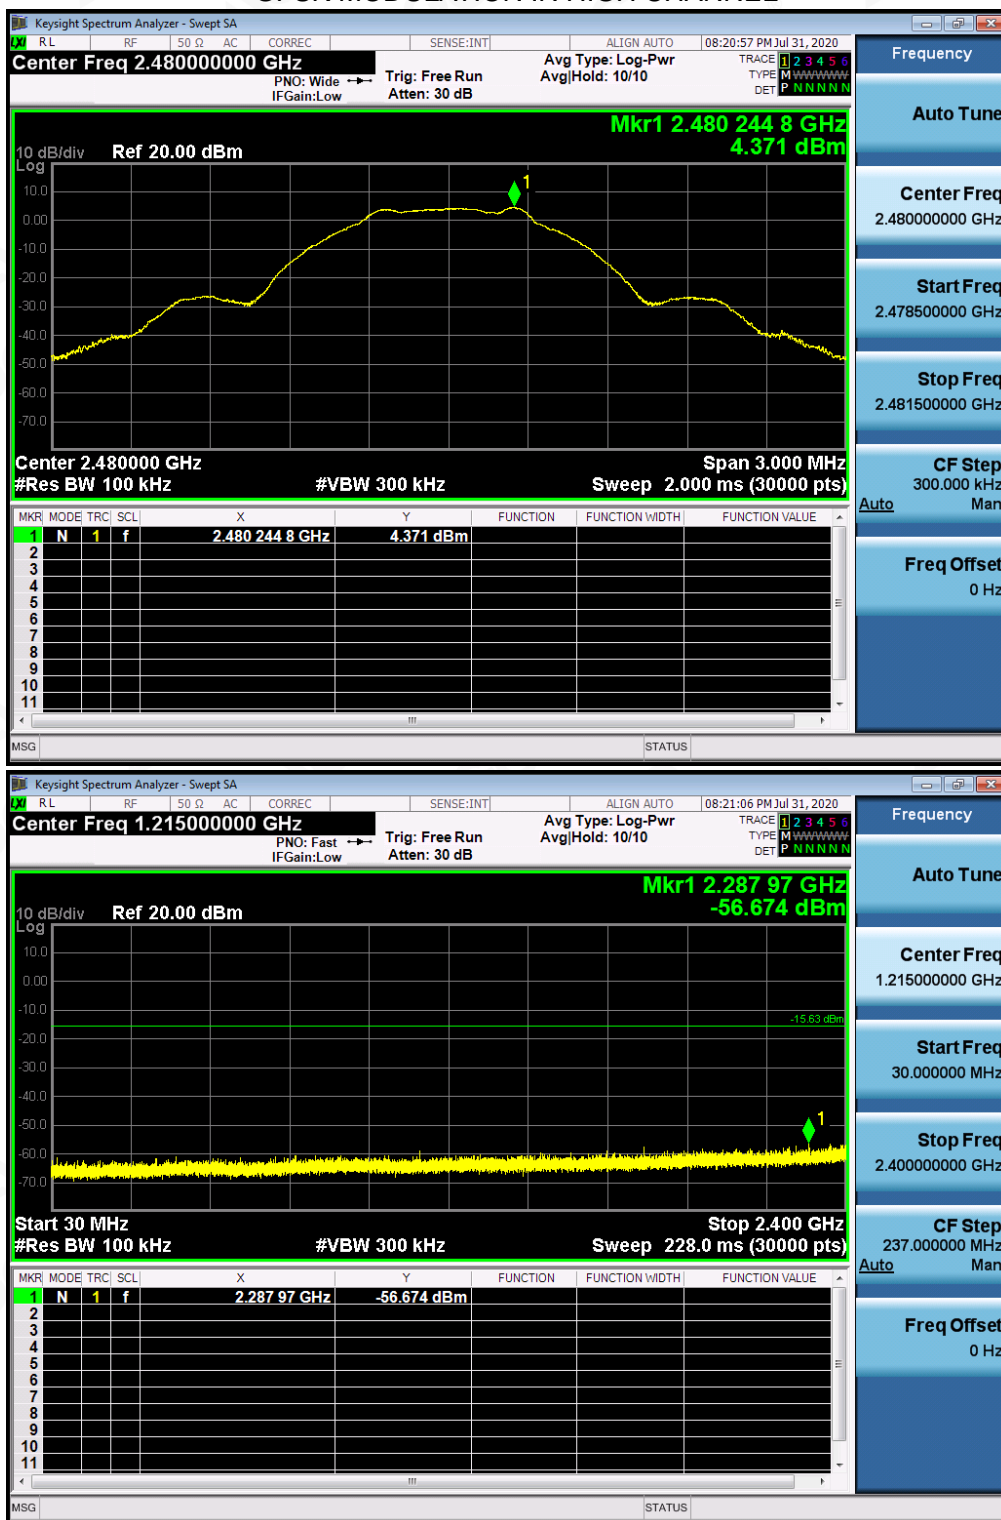 GFSK MODULATION IN HIGH CHANNEL
Keysight Spectrum Analyzer - Swept SA
LXI RL RF 50 Ω AC CORREC SENSE:INT ALIGN AUTO 08:20:57 PM Jul 31, 2020
Center Freq 2.480000000 GHz
PNO: Wide
IFGain:Low
Trig: Free Run
Atten: 30 dB
Avg Type: Log-Pwr
Avg|Hold: 10/10
TRACE 1 2 3 4 5 6
TYPE M WWWWW
DET P N N N N N
Mkr1 2.480 244 8 GHz
4.371 dBm
10 dB/div Ref 20.00 dBm
Log
10.0
0.00
-10.0
-20.0
-30.0
-40.0
-50.0
-60.0
-70.0
1
Center 2.480000 GHz Span 3.000 MHz
#Res BW 100 kHz #VBW 300 kHz Sweep 2.000 ms (30000 pts)
MKR MODE TRC SCL X Y FUNCTION FUNCTION WIDTH FUNCTION VALUE
1 N 1 f 2.480 244 8 GHz 4.371 dBm
2
3
4
5
6
7
8
9
10
11
MSG STATUS
Frequency
Auto Tune
Center Freq
2.480000000 GHz
Start Freq
2.478500000 GHz
Stop Freq
2.481500000 GHz
CF Step
300.000 kHz
Auto Man
Freq Offset
0 Hz
Keysight Spectrum Analyzer - Swept SA
LXI RL RF 50 Ω AC CORREC SENSE:INT ALIGN AUTO 08:21:06 PM Jul 31, 2020
Center Freq 1.215000000 GHz
PNO: Fast
IFGain:Low
Trig: Free Run
Atten: 30 dB
Avg Type: Log-Pwr
Avg|Hold: 10/10
TRACE 1 2 3 4 5 6
TYPE M WWWWW
DET P N N N N N
Mkr1 2.287 97 GHz
-56.674 dBm
10 dB/div Ref 20.00 dBm
Log
10.0
0.00
-10.0
-20.0
-30.0
-40.0
-50.0
-60.0
-70.0
-15.63 dBm
1
Start 30 MHz Stop 2.400 GHz
#Res BW 100 kHz #VBW 300 kHz Sweep 228.0 ms (30000 pts)
MKR MODE TRC SCL X Y FUNCTION FUNCTION WIDTH FUNCTION VALUE
1 N 1 f 2.287 97 GHz -56.674 dBm
2
3
4
5
6
7
8
9
10
11
MSG STATUS
Frequency
Auto Tune
Center Freq
1.215000000 GHz
Start Freq
30.000000 MHz
Stop Freq
2.400000000 GHz
CF Step
237.000000 MHz
Auto Man
Freq Offset
0 Hz